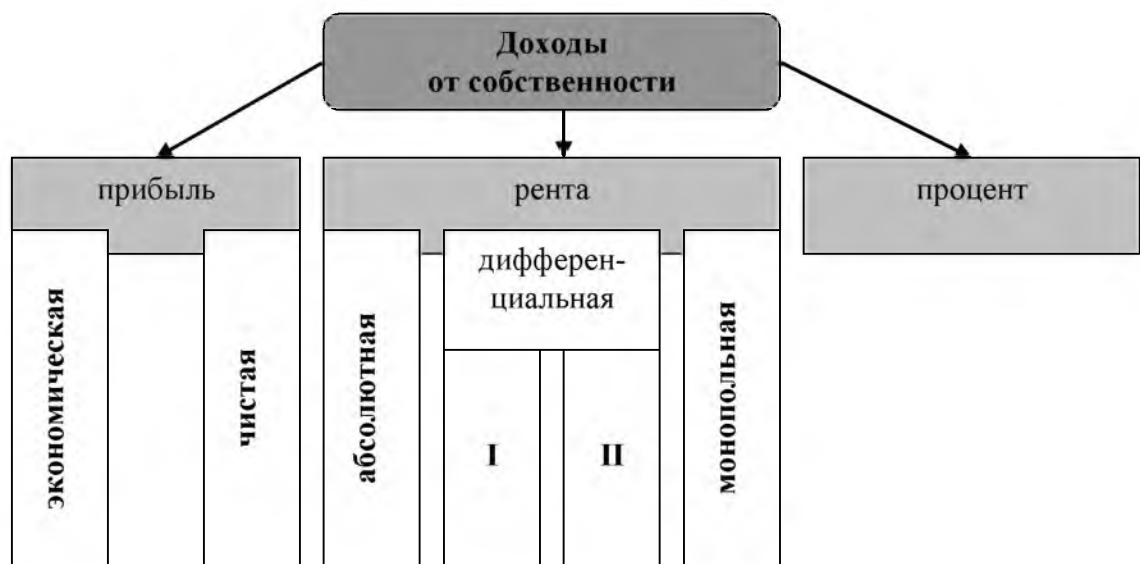 Доходы
от собственности
прибыль
рента
процент
экономическая
чистая
абсолютная
дифферен-
циальная
I
II
монопольная